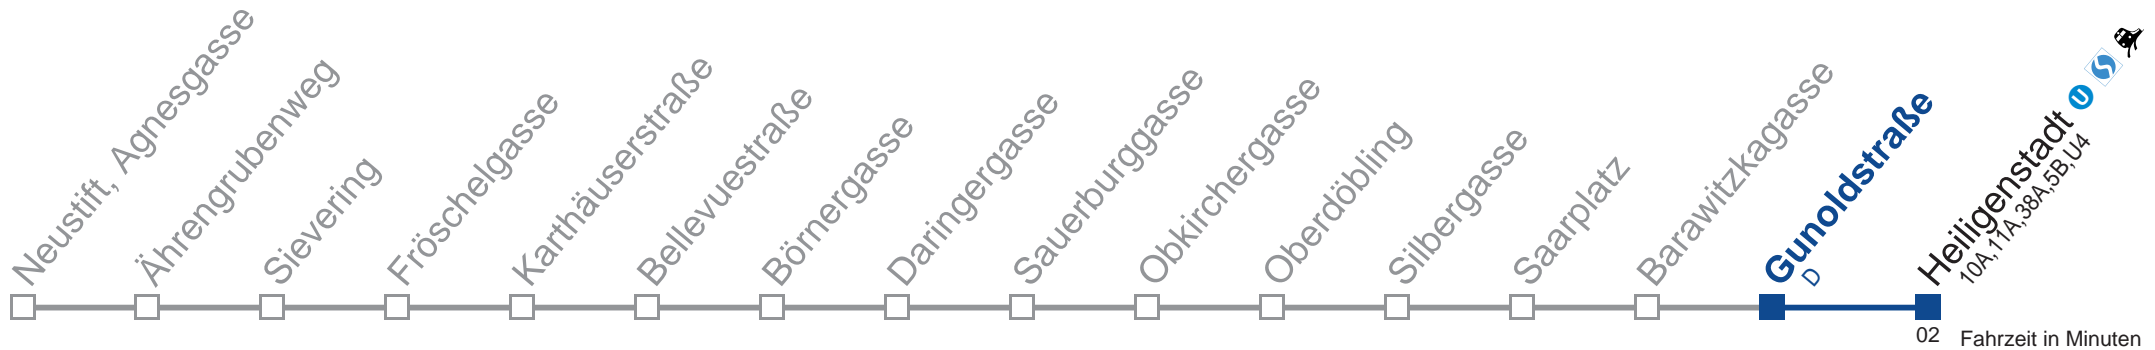 Neustift, Agnesgasse
Ährengrubenweg
Sievering
Fröschelgasse
Karthäuserstraße
Bellevuestraße
Börnergasse
Daringergasse
Sauerburggasse
Obkirchergasse
Oberdöbling
Silbergasse
Saarplatz
Barawitzkagasse
Gunoldstraße
D
Heiligenstadt U S
10A,11A,38A,5B,U4
02 Fahrzeit in Minuten